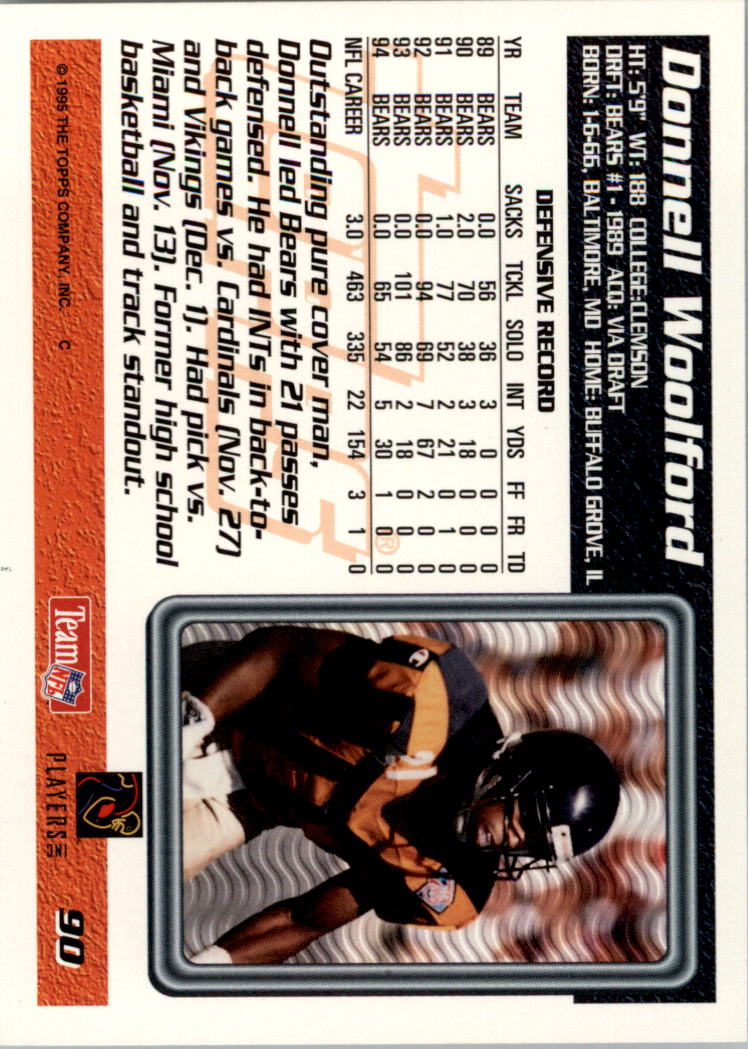 Donnell Woolford
HT: 5'9" WT: 188 COLLEGE: CLEMSON
DRFT: BEARS #1 - 1989 ACQ: VIA DRAFT
BORN: 1-6-66, BALTIMORE, MD HOME: BUFFALO GROVE, IL
DEFENSIVE RECORD
YR TEAM SACKS TCKL SOLO INT YDS FF FR TD
89 BEARS 0.0 56 36 3 0 0 0 0
90 BEARS 2.0 70 38 3 18 0 0 0
91 BEARS 1.0 77 52 2 21 0 1 0
92 BEARS 0.0 94 69 7 67 2 0 0
93 BEARS 0.0 101 86 2 18 0 0 0
94 BEARS 0.0 65 54 5 30 1 0 0
NFL CAREER 3.0 463 335 22 154 3 1 0
Outstanding pure cover man,
Donnell led Bears with 21 passes
defensed. He had INTs in back-to-
back games vs. Cardinals (Nov. 27)
and Vikings (Dec. 1). Had pick vs.
Miami (Nov. 13). Former high school
basketball and track standout.
21
© 1995 THE TOPPS COMPANY, INC. C
Team NFL
PLAYERS INC
90